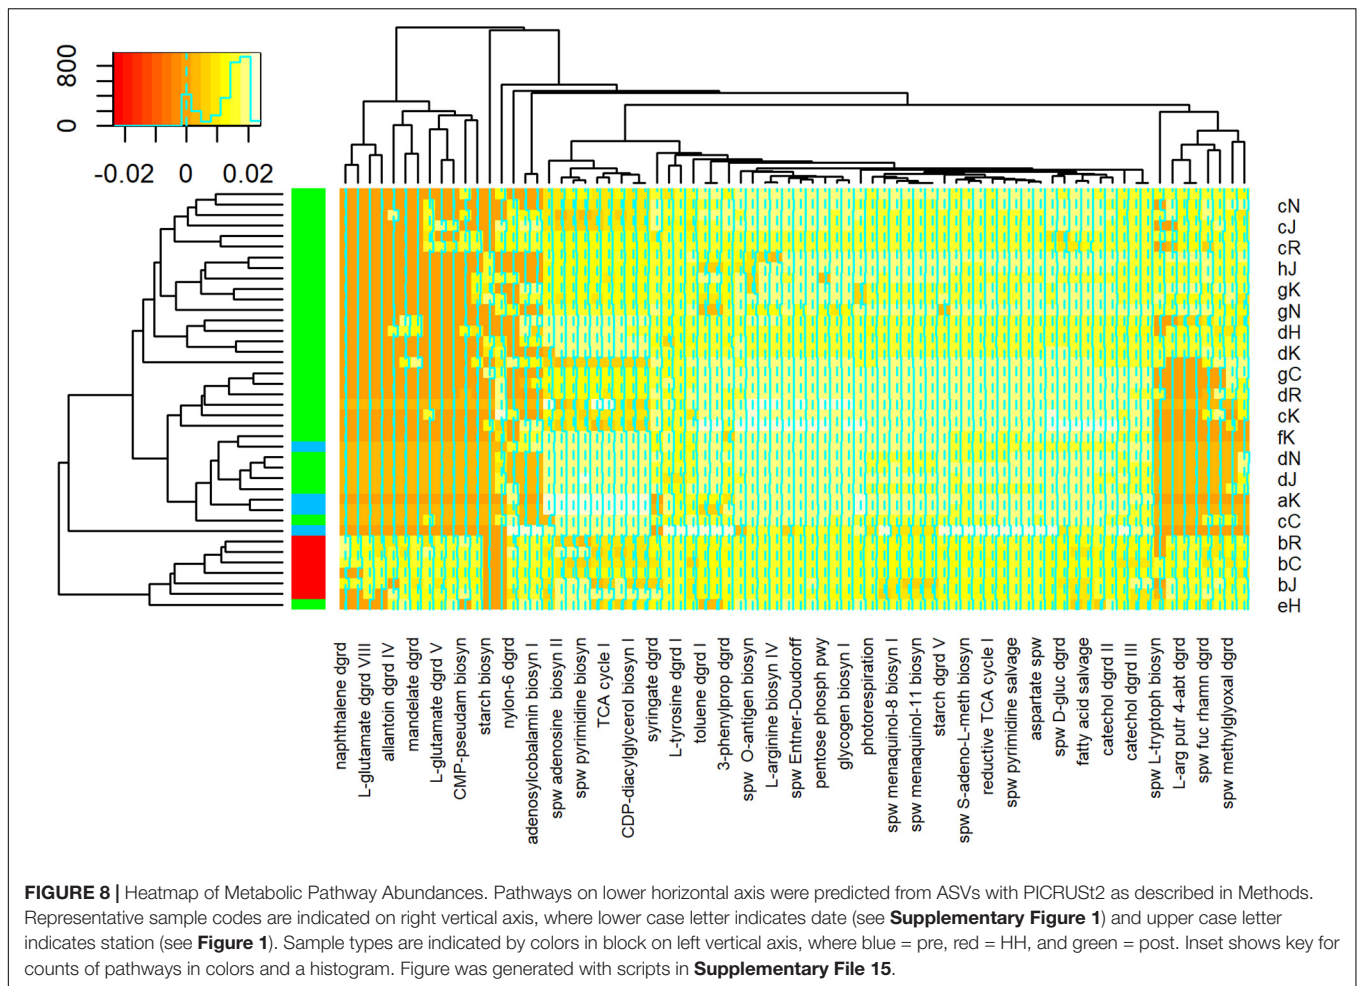 800
0
-0.02 0 0.02
cN
cJ
cR
hJ
gK
gN
dH
dK
gC
dR
cK
fK
dN
dJ
aK
cC
bR
bC
bJ
eH
naphthalene dgrd
L-glutamate dgrd VIII
allantoin dgrd IV
mandelate dgrd
L-glutamate dgrd V
CMP-pseudam biosyn
starch biosyn
nylon-6 dgrd
adenosylcobalamin biosyn I
spw adenosine biosyn II
spw pyrimidine biosyn
TCA cycle I
CDP-diacylglycerol biosyn I
syringate dgrd
L-tyrosine dgrd I
toluene dgrd I
3-phenylprop dgrd
spw O-antigen biosyn
L-arginine biosyn IV
spw Entner-Doudoroff
pentose phosph pwy
glycogen biosyn I
photorespiration
spw menaquinol-8 biosyn I
spw menaquinol-11 biosyn
starch dgrd V
spw S-adeno-L-meth biosyn
reductive TCA cycle I
spw pyrimidine salvage
aspartate spw
spw D-gluc dgrd
fatty acid salvage
catechol dgrd II
catechol dgrd III
spw L-tryptoph biosyn
L-arg putr 4-abt dgrd
spw fuc rhamn dgrd
spw methylglyoxal dgrd
FIGURE 8 | Heatmap of Metabolic Pathway Abundances. Pathways on lower horizontal axis were predicted from ASVs with PICRUSt2 as described in Methods.
Representative sample codes are indicated on right vertical axis, where lower case letter indicates date (see Supplementary Figure 1) and upper case letter
indicates station (see Figure 1). Sample types are indicated by colors in block on left vertical axis, where blue = pre, red = HH, and green = post. Inset shows key for
counts of pathways in colors and a histogram. Figure was generated with scripts in Supplementary File 15.